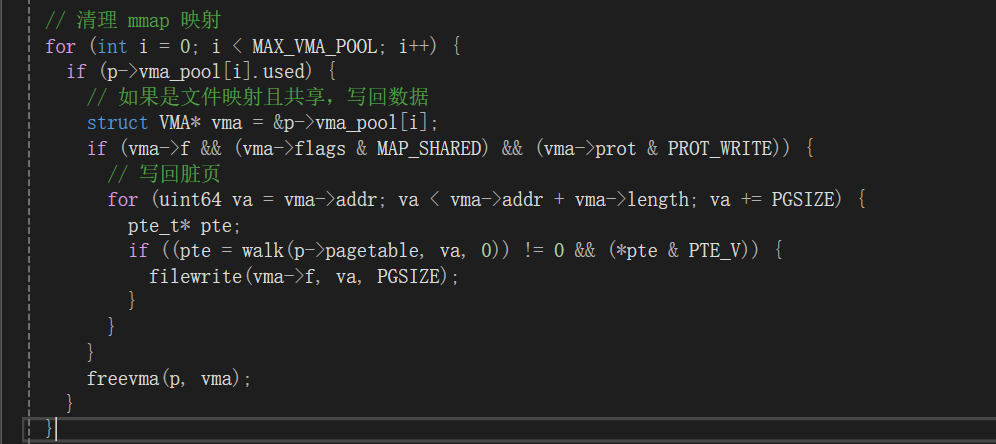 // 清理 mmap 映射
for (int i = 0; i < MAX_VMA_POOL; i++) {
if (p->vma_pool[i].used) {
// 如果是文件映射且共享，写回数据
struct VMA* vma = &p->vma_pool[i];
if (vma->f && (vma->flags & MAP_SHARED) && (vma->prot & PROT_WRITE)) {
// 写回脏页
for (uint64 va = vma->addr; va < vma->addr + vma->length; va += PGSIZE) {
pte_t* pte;
if ((pte = walk(p->pagetable, va, 0)) != 0 && (*pte & PTE_V)) {
filewrite(vma->f, va, PGSIZE);
}
}
}
freevma(p, vma);
}
}